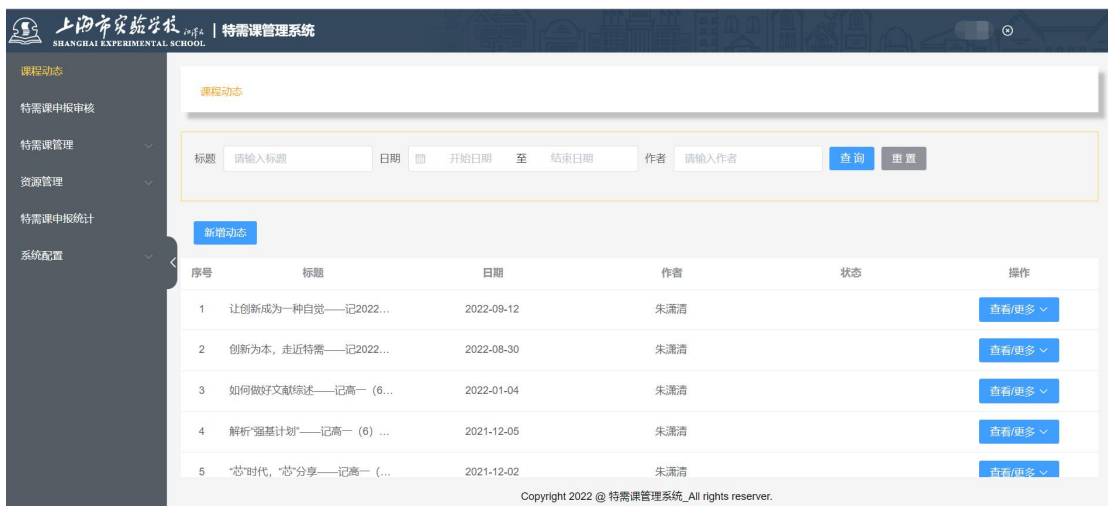 上海市实验学校
SHANGHAI EXPERIMENTAL SCHOOL
特需课管理系统
课程动态
特需课申报审核
特需课管理
资源管理
特需课申报统计
系统配置
课程动态
标题 请输入标题 日期 开始日期 至 结束日期 作者 请输入作者 查询 重置
新增动态
序号 标题 日期 作者 状态 操作
1 让创新成为一种自觉——记2022... 2022-09-12 朱潇清 查看/更多
2 创新为本，走近特需——记2022... 2022-08-30 朱潇清 查看/更多
3 如何做好文献综述——记高一（6... 2022-01-04 朱潇清 查看/更多
4 解析“强基计划”——记高一（6）... 2021-12-05 朱潇清 查看/更多
5 “芯”时代，“芯”分享——记高一（... 2021-12-02 朱潇清 查看/更多
Copyright 2022 @ 特需课管理系统_All rights reserver.